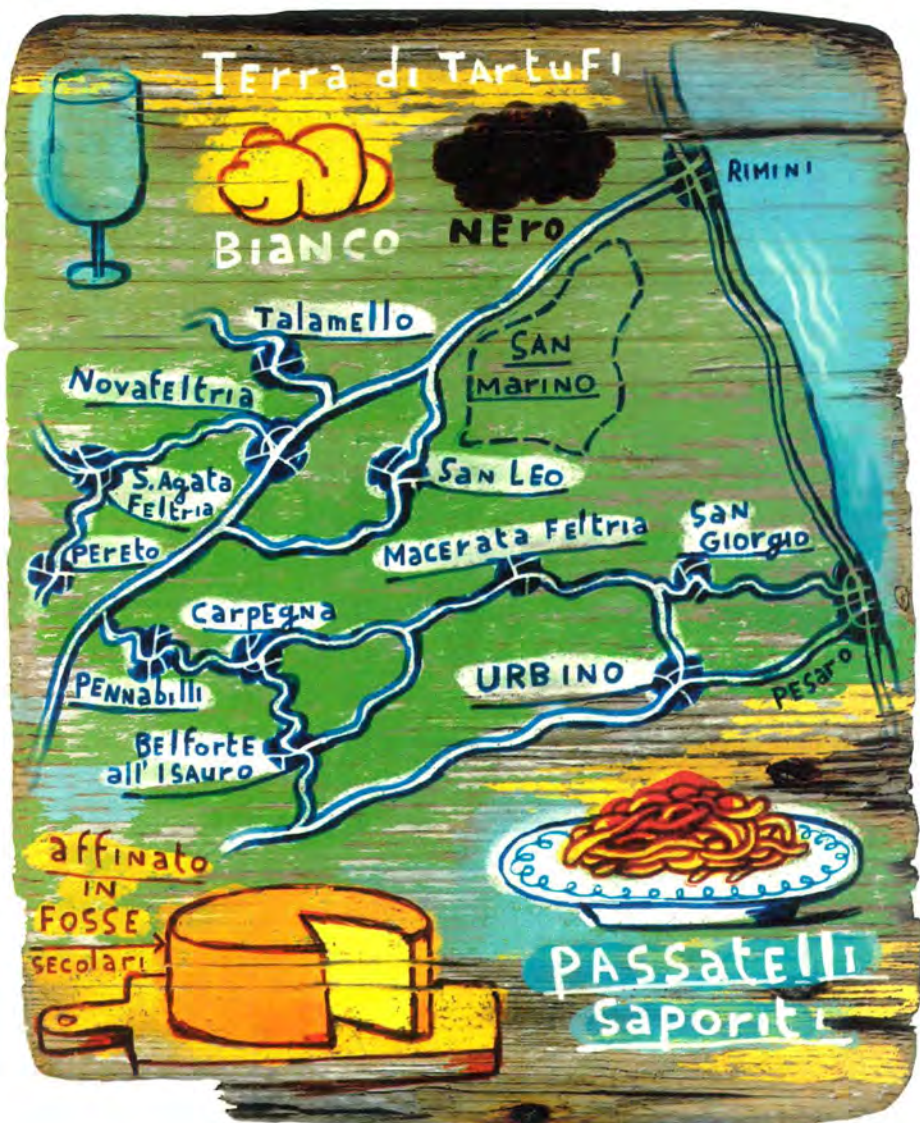 Terra di TArtufi
BiANCO
NEro
RIMINI
Talamello
SAN
MArINO
NovafEltria
S. Agata
FEltriA
SAN LEO
SAN
GIorgio
MAcErAtA FEltriA
PErEto
CArpEgNA
PENNAbilli
URBINO
PESArO
BElfortE
all'ISAuro
affiNAto
IN
FOSSE
SECOlari
PASSAtElli
SAporiti